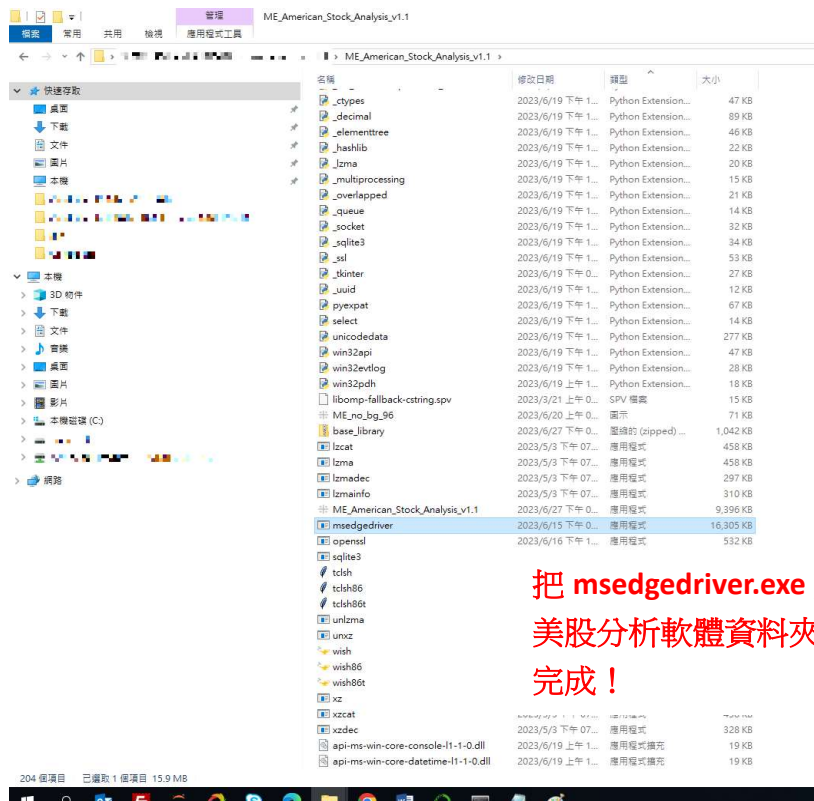 管理
ME_American_Stock_Analysis_v1.1
檔案 常用 共用 檢視 應用程式工具
ME_American_Stock_Analysis_v1.1
名稱 修改日期 類型 大小
快速存取
桌面
下載
文件
圖片
本機
本機
3D 物件
下載
文件
音樂
桌面
圖片
影片
本機磁碟 (C:)
網路
_ctypes 2023/6/19 下午 1... Python Extension... 47 KB
_decimal 2023/6/19 下午 1... Python Extension... 89 KB
_elementtree 2023/6/19 下午 1... Python Extension... 46 KB
_hashlib 2023/6/19 下午 1... Python Extension... 22 KB
_lzma 2023/6/19 下午 1... Python Extension... 20 KB
_multiprocessing 2023/6/19 下午 1... Python Extension... 15 KB
_overlapped 2023/6/19 下午 1... Python Extension... 21 KB
_queue 2023/6/19 下午 1... Python Extension... 14 KB
_socket 2023/6/19 下午 1... Python Extension... 32 KB
_sqlite3 2023/6/19 下午 1... Python Extension... 34 KB
_ssl 2023/6/19 下午 1... Python Extension... 53 KB
_tkinter 2023/6/19 下午 0... Python Extension... 27 KB
_uuid 2023/6/19 下午 1... Python Extension... 12 KB
pyexpat 2023/6/19 下午 1... Python Extension... 67 KB
select 2023/6/19 下午 1... Python Extension... 14 KB
unicodedata 2023/6/19 下午 1... Python Extension... 277 KB
win32api 2023/6/19 下午 1... Python Extension... 47 KB
win32evtlog 2023/6/19 下午 1... Python Extension... 28 KB
win32pdh 2023/6/19 上午 1... Python Extension... 18 KB
libomp-fallback-cstring.spv 2023/3/21 上午 0... SPV 檔案 15 KB
ME_no_bg_96 2023/6/20 上午 0... 圖示 71 KB
base_library 2023/6/27 下午 0... 壓縮的 (zipped) ... 1,042 KB
lzcat 2023/5/3 下午 07... 應用程式 458 KB
lzma 2023/5/3 下午 07... 應用程式 458 KB
lzmadec 2023/5/3 下午 07... 應用程式 297 KB
lzmainfo 2023/5/3 下午 07... 應用程式 310 KB
ME_American_Stock_Analysis_v1.1 2023/6/27 下午 0... 應用程式 9,396 KB
msedgedriver 2023/6/15 下午 0... 應用程式 16,305 KB
openssl 2023/6/16 下午 1... 應用程式 532 KB
sqlite3
tclsh
tclsh86
tclsh86t
unlzma
unxz
wish
wish86
wish86t
xz
xzcat
xzdec 2023/5/3 下午 07... 應用程式 328 KB
api-ms-win-core-console-l1-1-0.dll 2023/6/19 上午 1... 應用程式擴充 19 KB
api-ms-win-core-datetime-l1-1-0.dll 2023/6/19 上午 1... 應用程式擴充 19 KB
把 msedgedriver.exe
美股分析軟體資料夾
完成！
204 個項目 已選取 1 個項目 15.9 MB